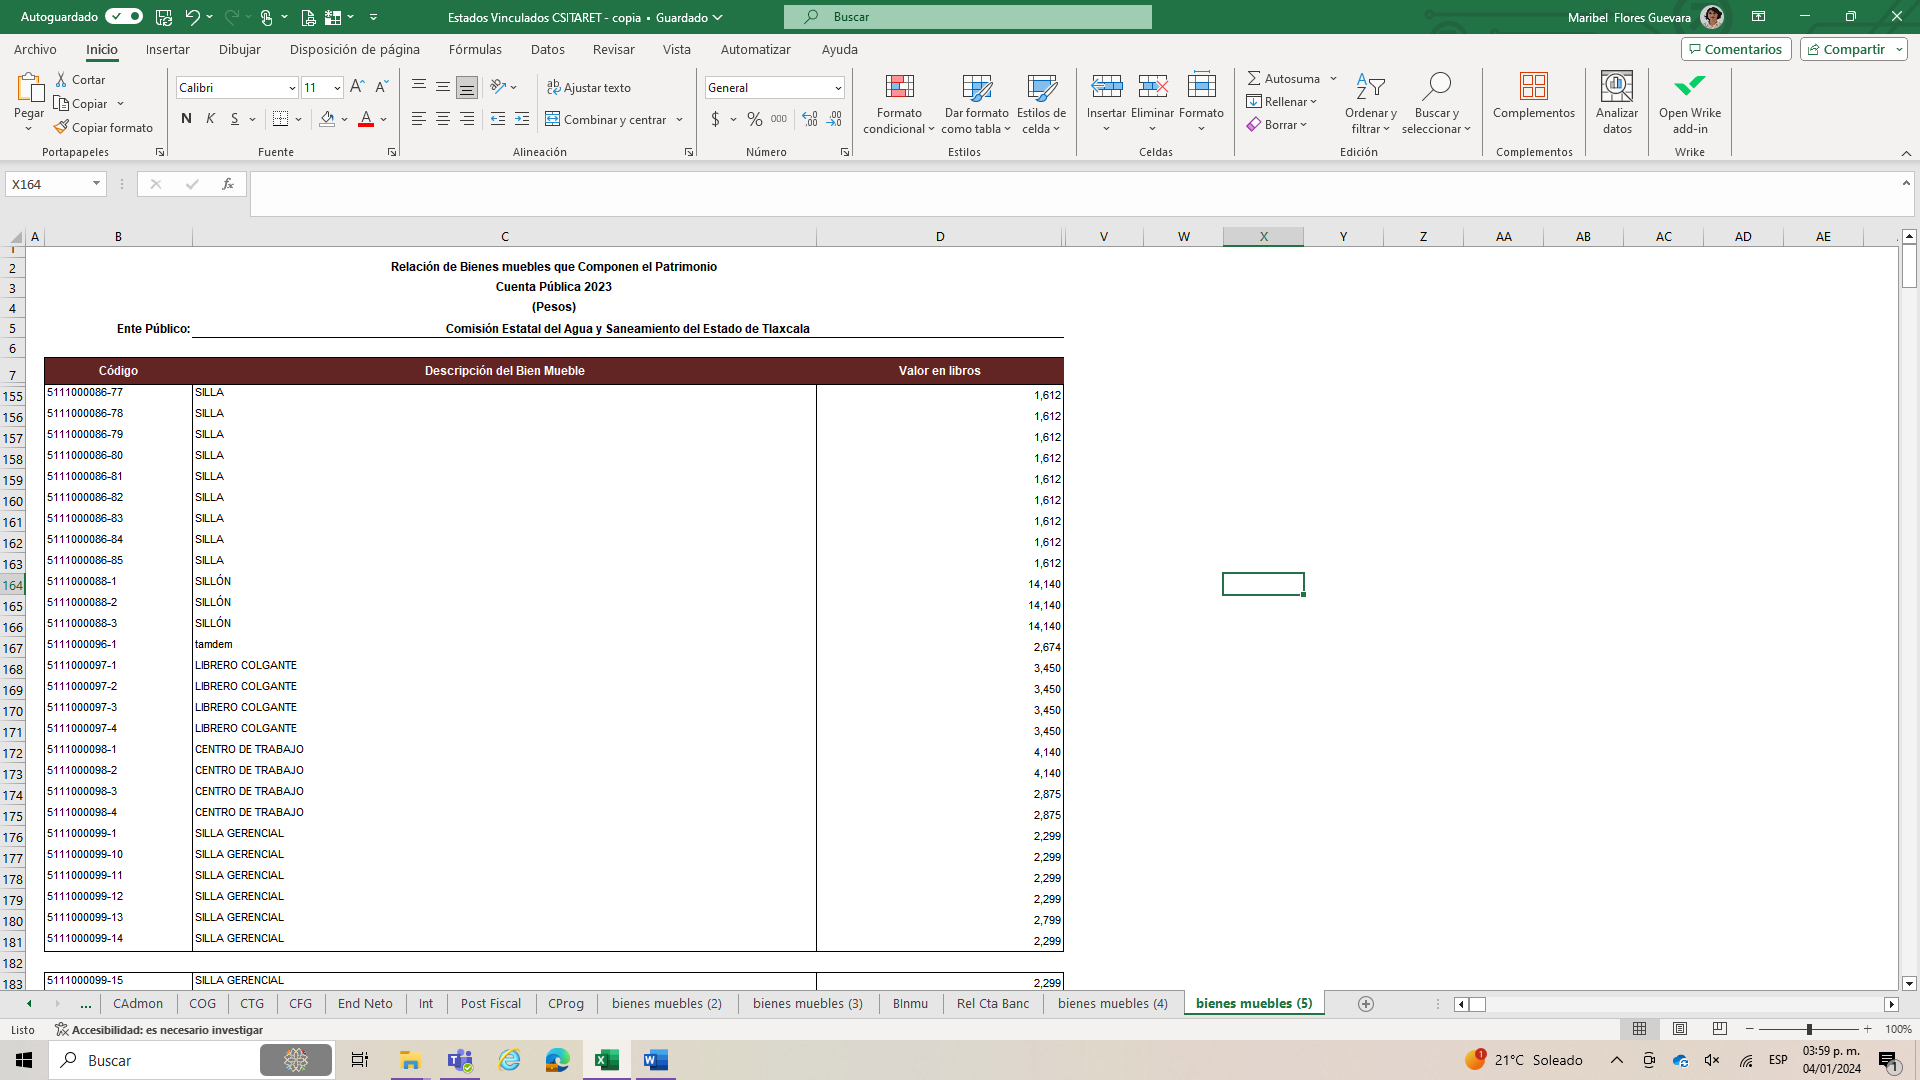 Autoguardado
Estados Vinculados CSITARET - copia • Guardado
Buscar
Maribel Flores Guevara
Archivo Inicio Insertar Dibujar Disposición de página Fórmulas Datos Revisar Vista Automatizar Ayuda
Comentarios Compartir
Pegar
Cortar
Copiar
Copiar formato
Portapapeles
Calibri 11
N K S
Fuente
Ajustar texto
Combinar y centrar
Alineación
General
$ % 000
Número
Formato condicional
Dar formato como tabla
Estilos de celda
Estilos
Insertar Eliminar Formato
Celdas
Autosuma
Rellenar
Borrar
Ordenar y filtrar
Buscar y seleccionar
Edición
Complementos
Complementos
Analizar datos
Open Wrike add-in
Wrike
X164
fx
A B C D V W X Y Z AA AB AC AD AE
2 Relación de Bienes muebles que Componen el Patrimonio
3 Cuenta Pública 2023
4 (Pesos)
5 Ente Público: Comisión Estatal del Agua y Saneamiento del Estado de Tlaxcala
6
7 Código Descripción del Bien Mueble Valor en libros
155 5111000086-77 SILLA 1,612
156 5111000086-78 SILLA 1,612
157 5111000086-79 SILLA 1,612
158 5111000086-80 SILLA 1,612
159 5111000086-81 SILLA 1,612
160 5111000086-82 SILLA 1,612
161 5111000086-83 SILLA 1,612
162 5111000086-84 SILLA 1,612
163 5111000086-85 SILLA 1,612
164 5111000088-1 SILLÓN 14,140
165 5111000088-2 SILLÓN 14,140
166 5111000088-3 SILLÓN 14,140
167 5111000096-1 tamdem 2,674
168 5111000097-1 LIBRERO COLGANTE 3,450
169 5111000097-2 LIBRERO COLGANTE 3,450
170 5111000097-3 LIBRERO COLGANTE 3,450
171 5111000097-4 LIBRERO COLGANTE 3,450
172 5111000098-1 CENTRO DE TRABAJO 4,140
173 5111000098-2 CENTRO DE TRABAJO 4,140
174 5111000098-3 CENTRO DE TRABAJO 2,875
175 5111000098-4 CENTRO DE TRABAJO 2,875
176 5111000099-1 SILLA GERENCIAL 2,299
177 5111000099-10 SILLA GERENCIAL 2,299
178 5111000099-11 SILLA GERENCIAL 2,299
179 5111000099-12 SILLA GERENCIAL 2,299
180 5111000099-13 SILLA GERENCIAL 2,799
181 5111000099-14 SILLA GERENCIAL 2,299
182
183 5111000099-15 SILLA GERENCIAL 2,299
... CAdmon COG CTG CFG End Neto Int Post Fiscal CProg bienes muebles (2) bienes muebles (3) BInmu Rel Cta Banc bienes muebles (4) bienes muebles (5)
Listo Accesibilidad: es necesario investigar 100%
Buscar
1 21°C Soleado ESP 03:59 p. m.
04/01/2024
1